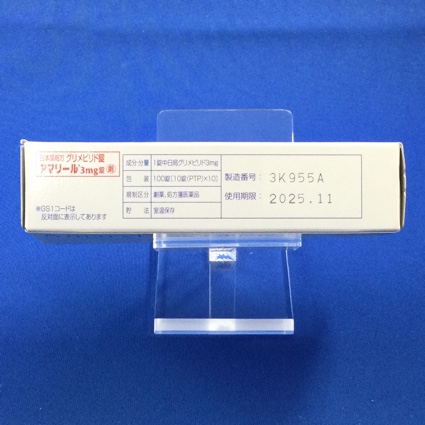 日本薬局方 グリメピリド錠
アマリール®3mg錠 劇
※GS1コードは
反対面に表示してあります
成分・分量 1錠中日局グリメピリド3mg
包 装 100錠[10錠(PTP)×10]
規制区分 劇薬、処方箋医薬品
貯 法 室温保存
製造番号: 3K955A
使用期限: 2025.11